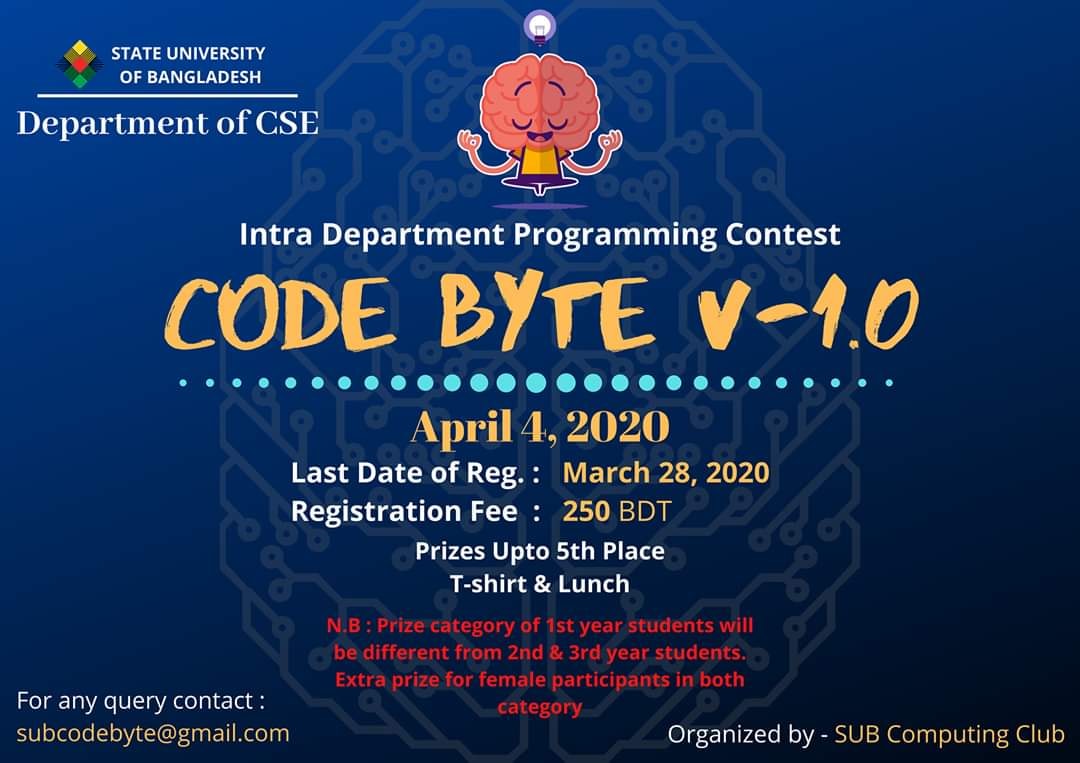 STATE UNIVERSITY
OF BANGLADESH
Department of CSE
Intra Department Programming Contest
CODE BYTE V-1.0
April 4, 2020
Last Date of Reg. : March 28, 2020
Registration Fee : 250 BDT
Prizes Upto 5th Place
T-shirt & Lunch
N.B : Prize category of 1st year students will
be different from 2nd & 3rd year students.
Extra prize for female participants in both
category
For any query contact :
subcodebyte@gmail.com
Organized by - SUB Computing Club